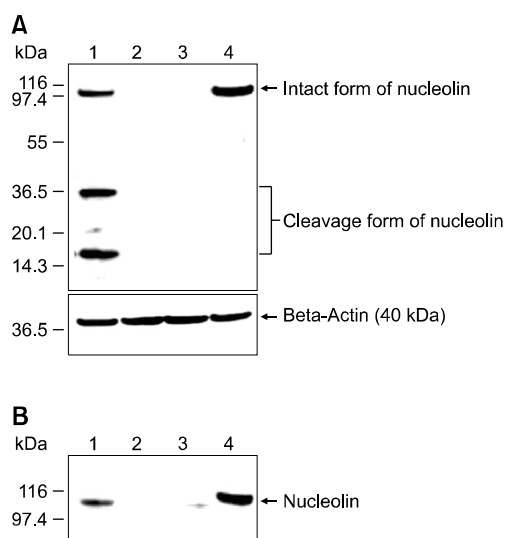 A
kDa 1 2 3 4
116
97.4
Intact form of nucleolin
55
36.5
20.1
Cleavage form of nucleolin
14.3
36.5
Beta-Actin (40 kDa)
B
kDa 1 2 3 4
116
97.4
Nucleolin